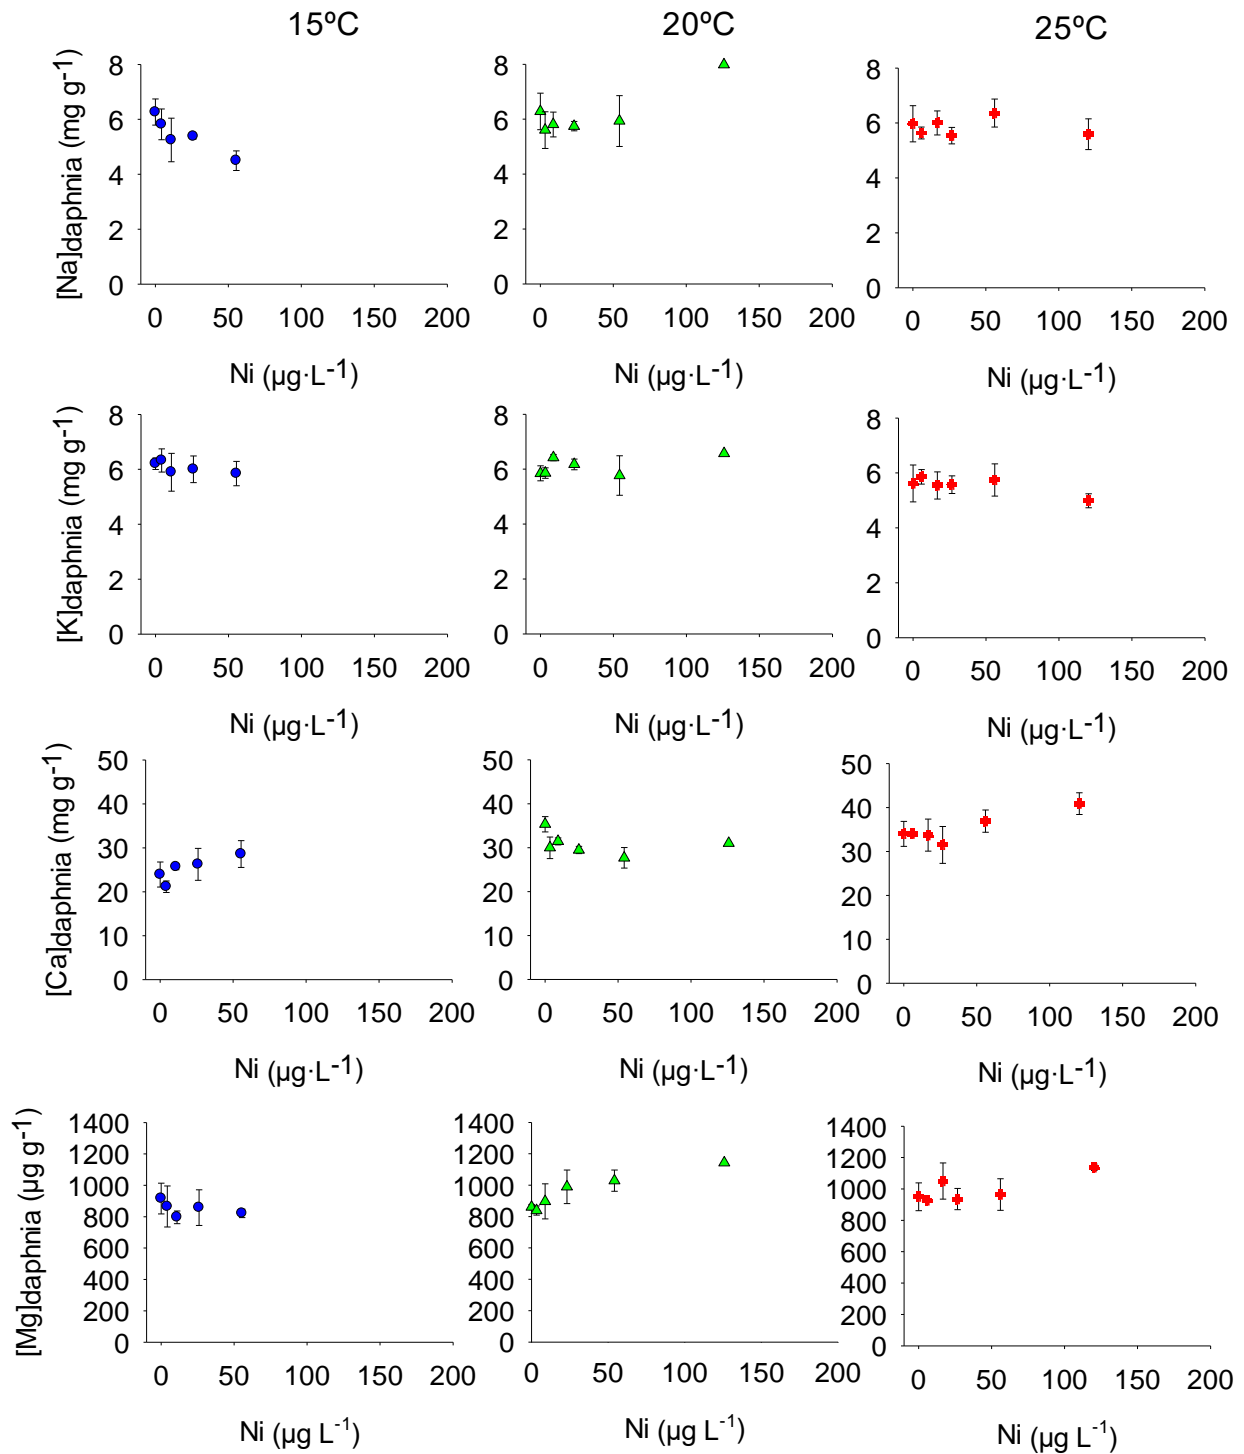 15ºC 20ºC 25ºC
[Na]daphnia (mg g-1)
8 8 8
6 6 6
4 4 4
2 2 2
0 0 0
0 50 100 150 200 0 50 100 150 200 0 50 100 150 200
Ni (µg·L-1) Ni (µg·L-1) Ni (µg·L-1)
[K]daphnia (mg g-1)
8 8 8
6 6 6
4 4 4
2 2 2
0 0 0
0 50 100 150 200 0 50 100 150 200 0 50 100 150 200
Ni (µg·L-1) Ni (µg·L-1) Ni (µg·L-1)
[Ca]daphnia (mg g-1)
50 50 50
40 40 40
30 30 30
20 20 20
10 10 10
0 0 0
0 50 100 150 200 0 50 100 150 200 0 50 100 150 200
Ni (µg·L-1) Ni (µg·L-1) Ni (µg·L-1)
[Mg]daphnia (µg g-1)
1400 1400 1400
1200 1200 1200
1000 1000 1000
800 800 800
600 600 600
400 400 400
200 200 200
0 0 0
0 50 100 150 200 0 50 100 150 200 0 50 100 150 200
Ni (µg L-1) Ni (µg L-1) Ni (µg L-1)